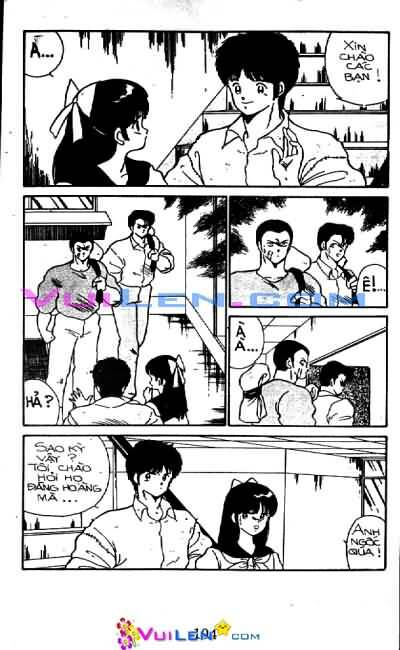 À...
XIN
CHÀO
CÁC
BẠN!
Ê!...
HẢ?
À
À...
VUILEN.COM
SAO KỲ
VẬY?
TÔI CHÀO
HỎI HỌ
ĐÀNG HOÀNG
MÀ...
ANH
NGỐC
QUÁ!
194
VUILEN.COM